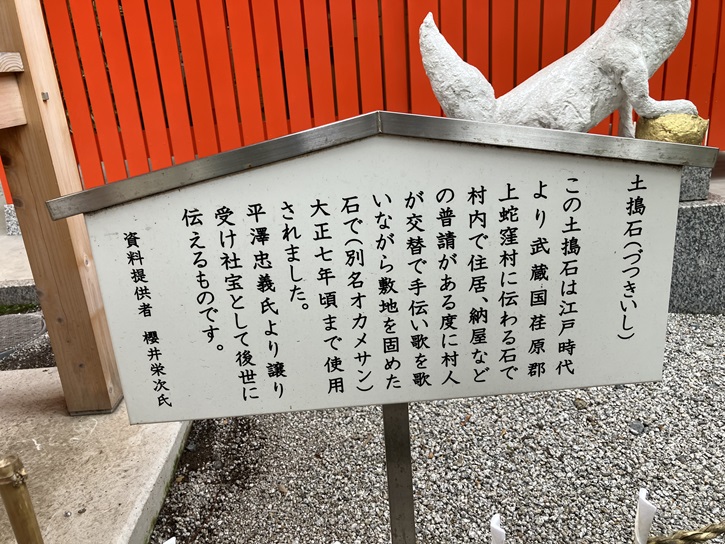 土搗石(づつきいし)
この土搗石は江戸時代
より武蔵国荏原郡
上蛇窪村に伝わる石で
村内で住居、納屋など
の普請がある度に村人
が交替で手伝い歌を歌
いながら敷地を固めた
石で(別名オカメサン)
大正七年頃まで使用
されました。
平澤忠義氏より譲り
受け社宝として後世に
伝えるものです。
資料提供者 櫻井栄次氏